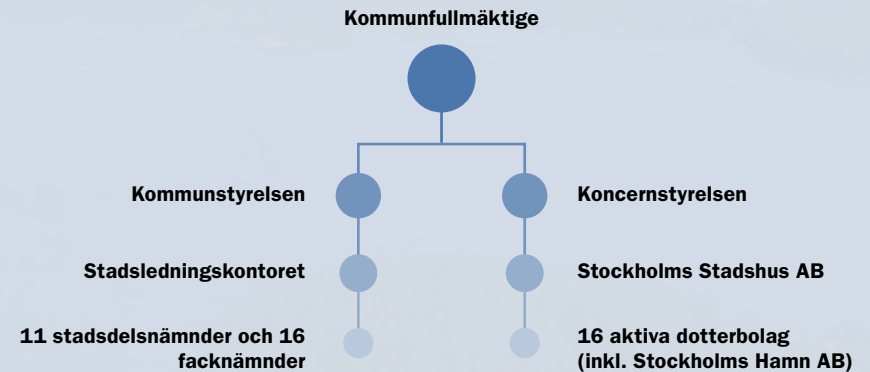 Kommunfullmäktige
Kommunstyrelsen
Koncernstyrelsen
Stadsledningskontoret
Stockholms Stadshus AB
11 stadsdelsnämnder och 16
facknämnder
16 aktiva dotterbolag
(inkl. Stockholms Hamn AB)